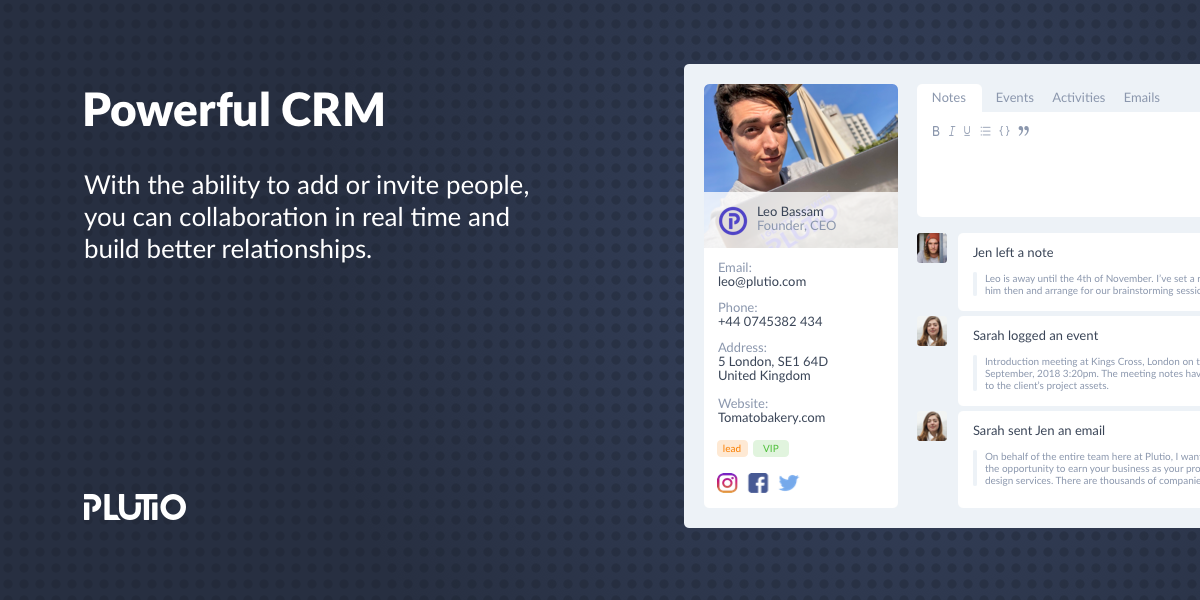 Powerful CRM
With the ability to add or invite people,
you can collaboration in real time and
build better relationships.
PLUTIO
Leo Bassam
Founder, CEO
Email:
leo@plutio.com
Phone:
+44 0745382 434
Address:
5 London, SE1 64D
United Kingdom
Website:
Tomatobakery.com
lead VIP
Notes Events Activities Emails
B I U {}
Jen left a note
Leo is away until the 4th of November. I've set a
him then and arrange for our brainstorming
Sarah logged an event
Introduction meeting at Kings Cross, London on
September, 2018 3:20pm. The meeting notes
to the client's project assets.
Sarah sent Jen an email
On behalf of the entire team here at Plutio, I
the opportunity to earn your business as your
design services. There are thousands of